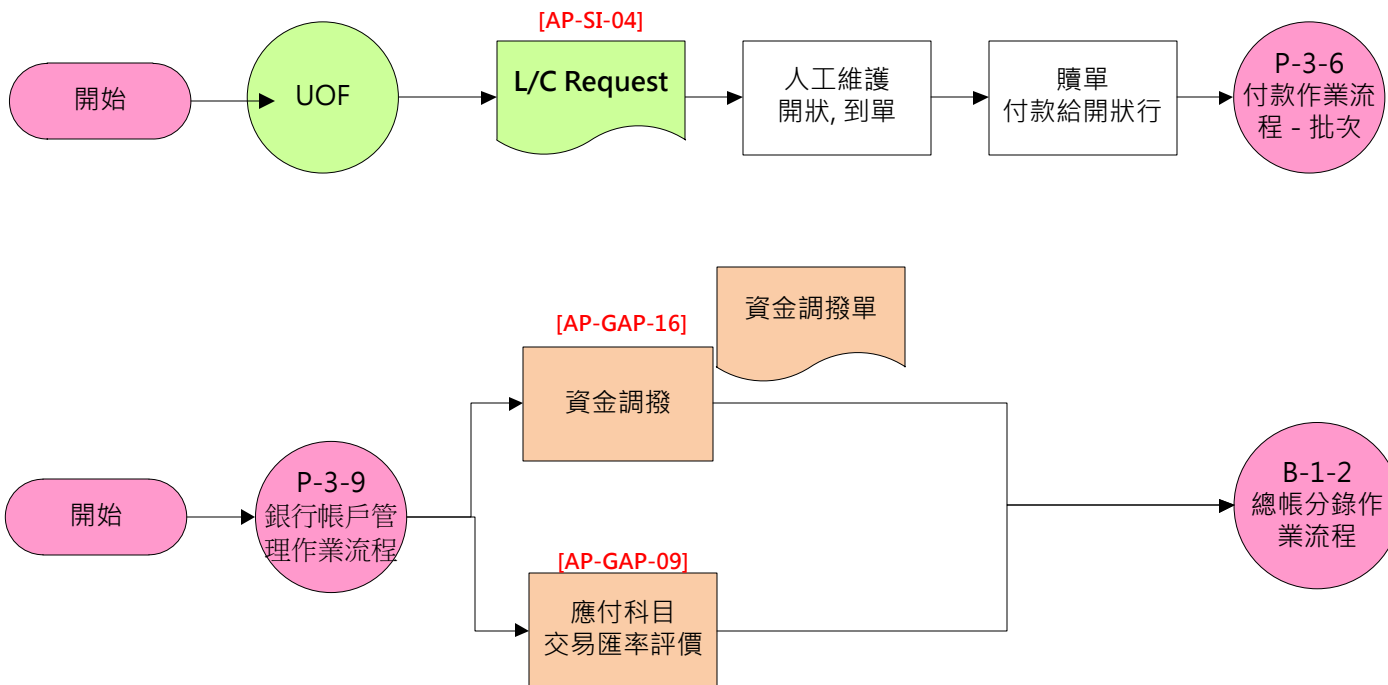 開始
UOF
[AP-SI-04]
L/C Request
人工維護
開狀, 到單
贖單
付款給開狀行
P-3-6
付款作業流
程 - 批次
資金調撥單
[AP-GAP-16]
資金調撥
開始
P-3-9
銀行帳戶管
理作業流程
[AP-GAP-09]
應付科目
交易匯率評價
B-1-2
總帳分錄作
業流程